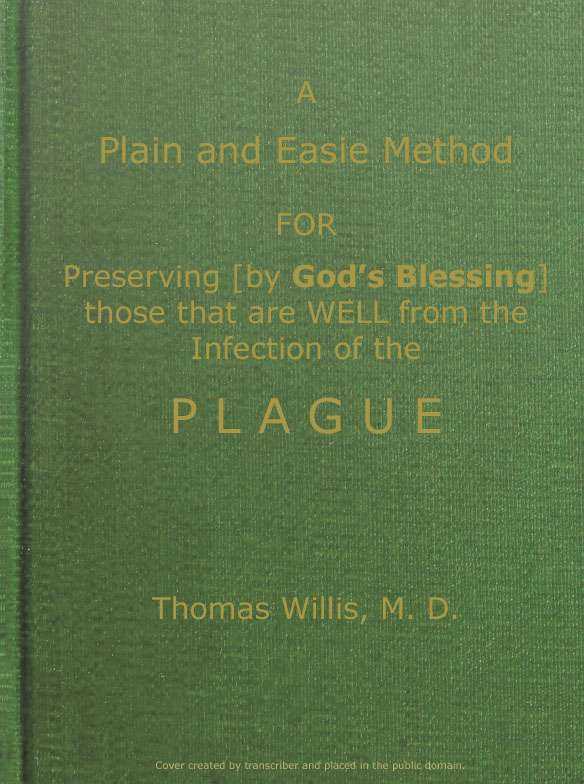 A
Plain and Easie Method
FOR
Preserving [by God’s Blessing]
those that are WELL from the
Infection of the
PLAGUE
Thomas Willis, M. D.
Cover created by transcriber and placed in the public domain.